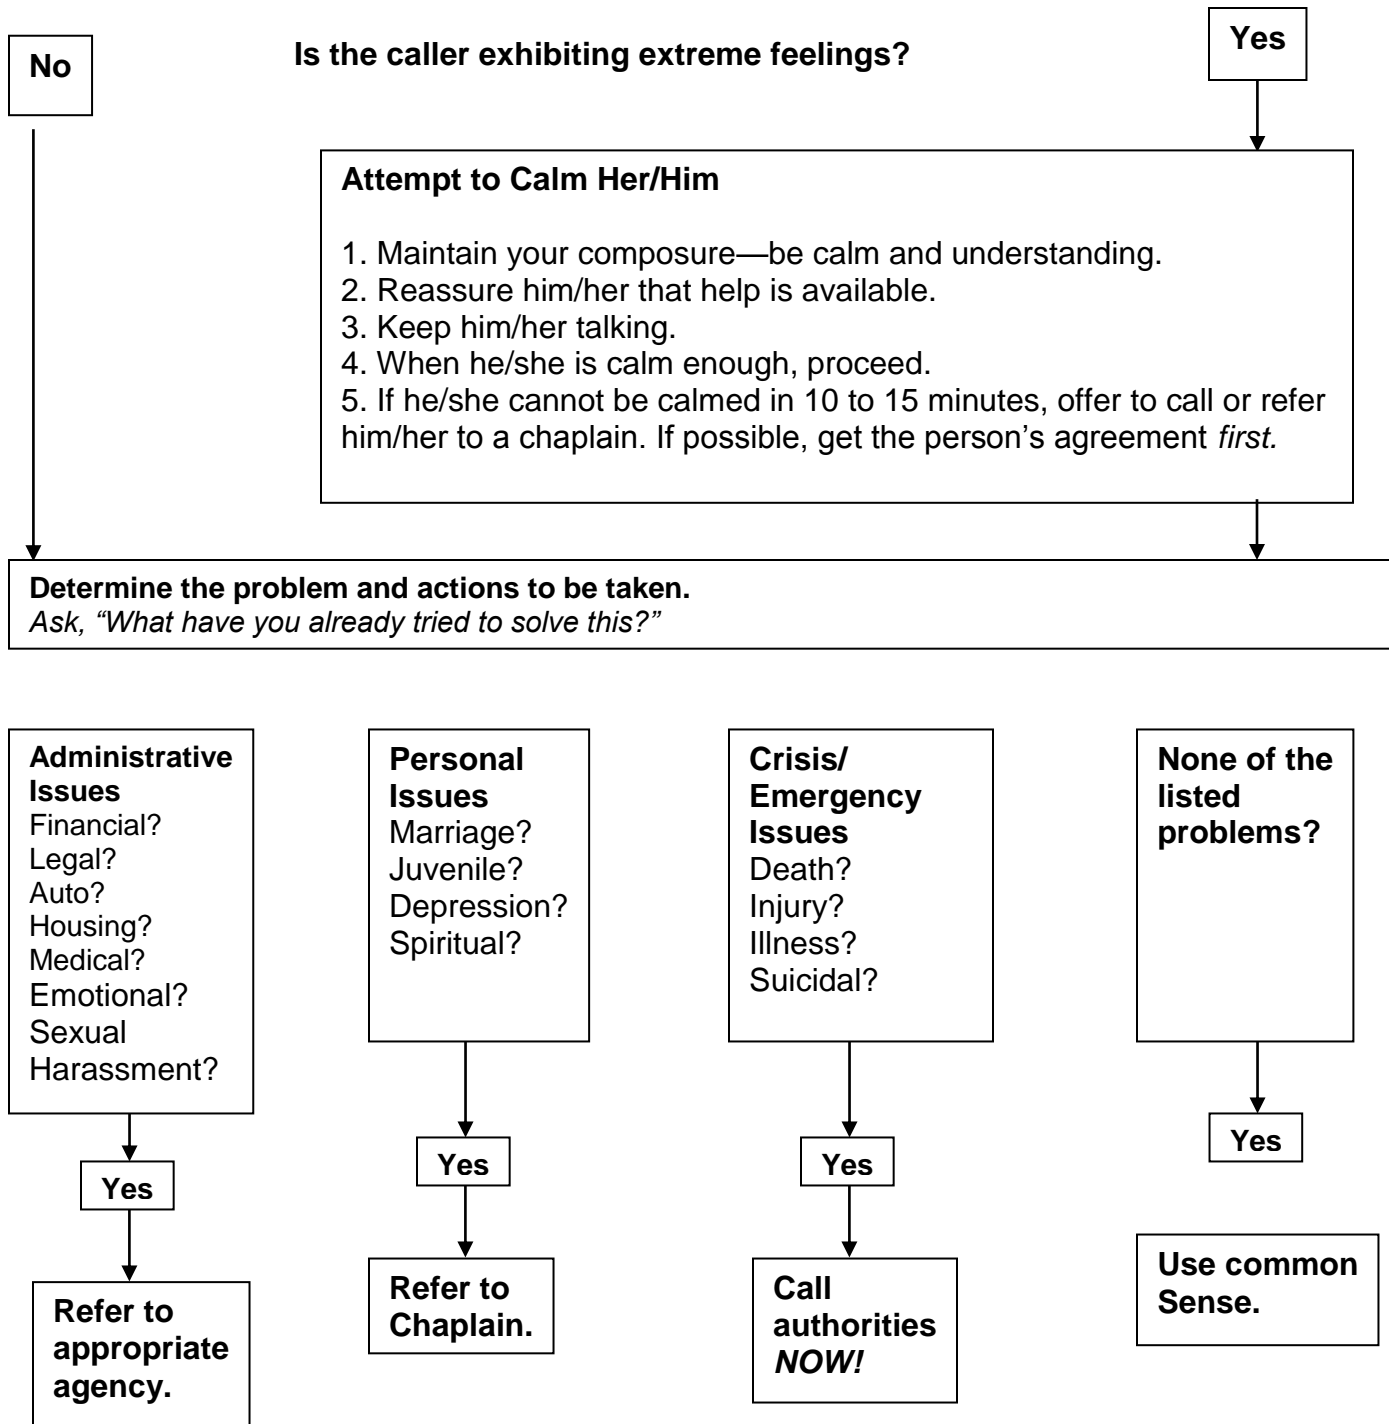 No
Is the caller exhibiting extreme feelings?
Yes
Attempt to Calm Her/Him
1. Maintain your composure—be calm and understanding.
2. Reassure him/her that help is available.
3. Keep him/her talking.
4. When he/she is calm enough, proceed.
5. If he/she cannot be calmed in 10 to 15 minutes, offer to call or refer
him/her to a chaplain. If possible, get the person’s agreement first.
Determine the problem and actions to be taken.
Ask, “What have you already tried to solve this?”
Administrative
Issues
Financial?
Legal?
Auto?
Housing?
Medical?
Emotional?
Sexual
Harassment?
Yes
Refer to
appropriate
agency.
Personal
Issues
Marriage?
Juvenile?
Depression?
Spiritual?
Yes
Refer to
Chaplain.
Crisis/
Emergency
Issues
Death?
Injury?
Illness?
Suicidal?
Yes
Call
authorities
NOW!
None of the
listed
problems?
Yes
Use common
Sense.